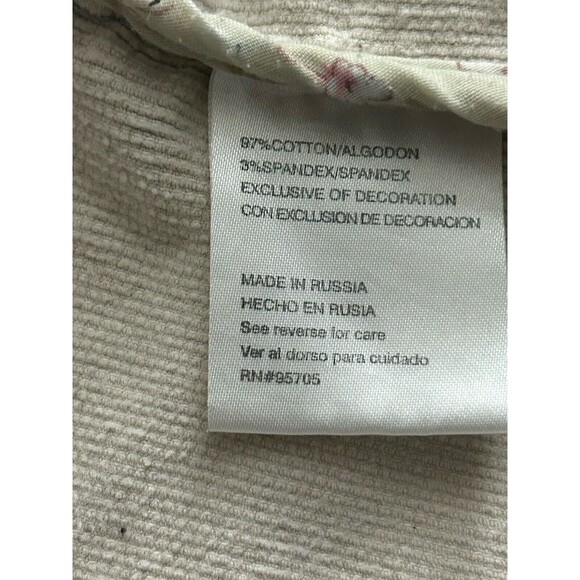 97%COTTON/ALGODON
3%SPANDEX/SPANDEX
EXCLUSIVE OF DECORATION
CON EXCLUSION DE DECORACION
MADE IN RUSSIA
HECHO EN RUSIA
See reverse for care
Ver al dorso para cuidado
RN#95705